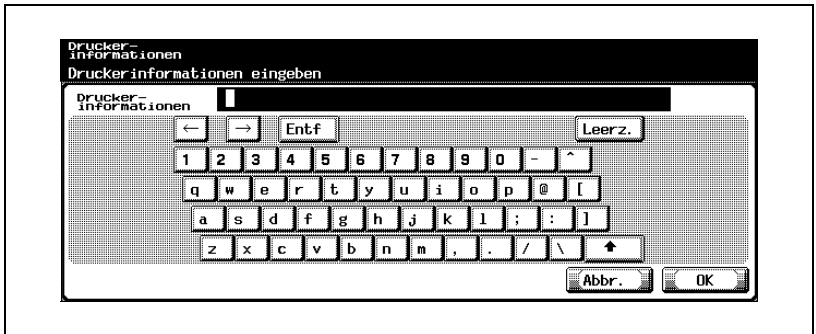 Drucker-
informationen
Druckerinformationen eingeben
Drucker-
informationen
← → Entf Leerz.
1 2 3 4 5 6 7 8 9 0 - ^
q w e r t y u i o p @ [
a s d f g h j k l ; : ]
z x c v b n m , . / \ ↑
Abbr. OK